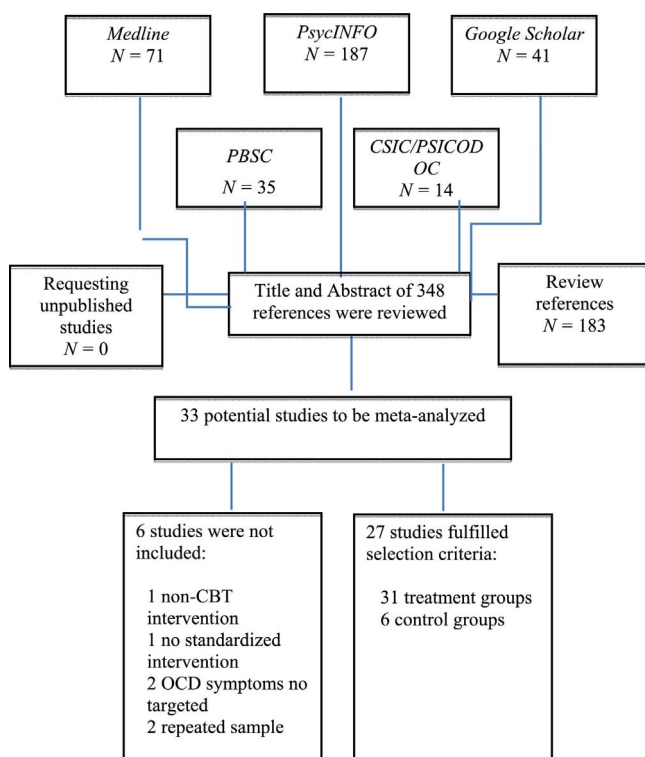 Medline
N = 71
PsycINFO
N = 187
Google Scholar
N = 41
PBSC
N = 35
CSIC/PSICOD
OC
N = 14
Requesting
unpublished
studies
N = 0
Title and Abstract of 348
references were reviewed
Review
references
N = 183
33 potential studies to be meta-analyzed
6 studies were not
included:
1 non-CBT
intervention
1 no standardized
intervention
2 OCD symptoms no
targeted
2 repeated sample
27 studies fulfilled
selection criteria:
31 treatment groups
6 control groups